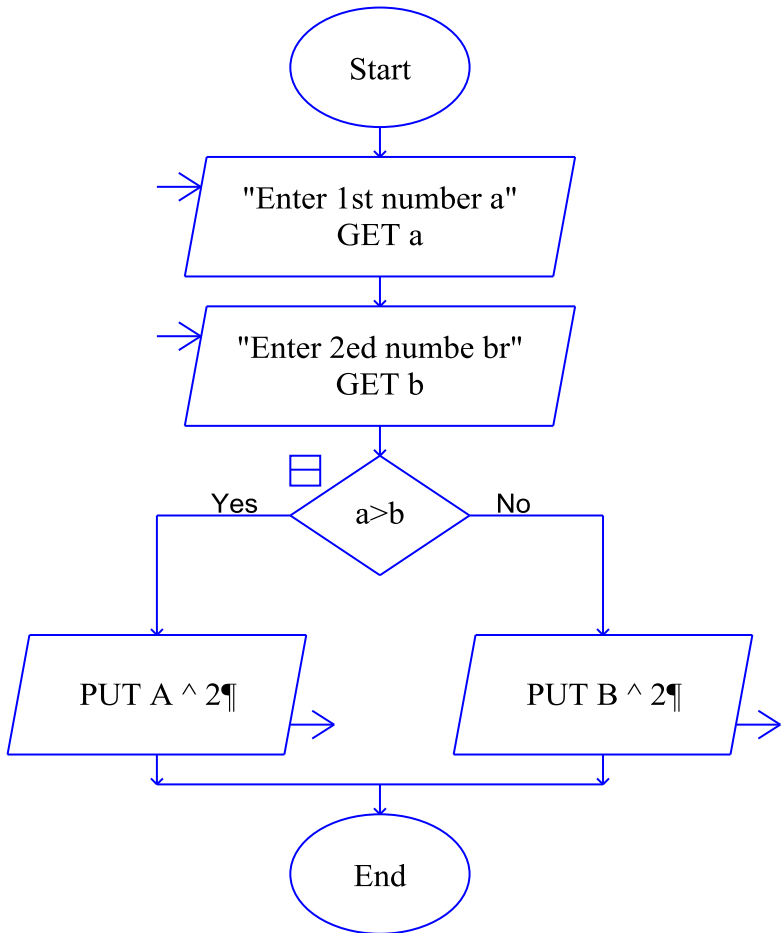 Start
"Enter 1st number a"
GET a
"Enter 2ed numbe br"
GET b
Yes
a>b
No
PUT A ^ 2¶
PUT B ^ 2¶
End